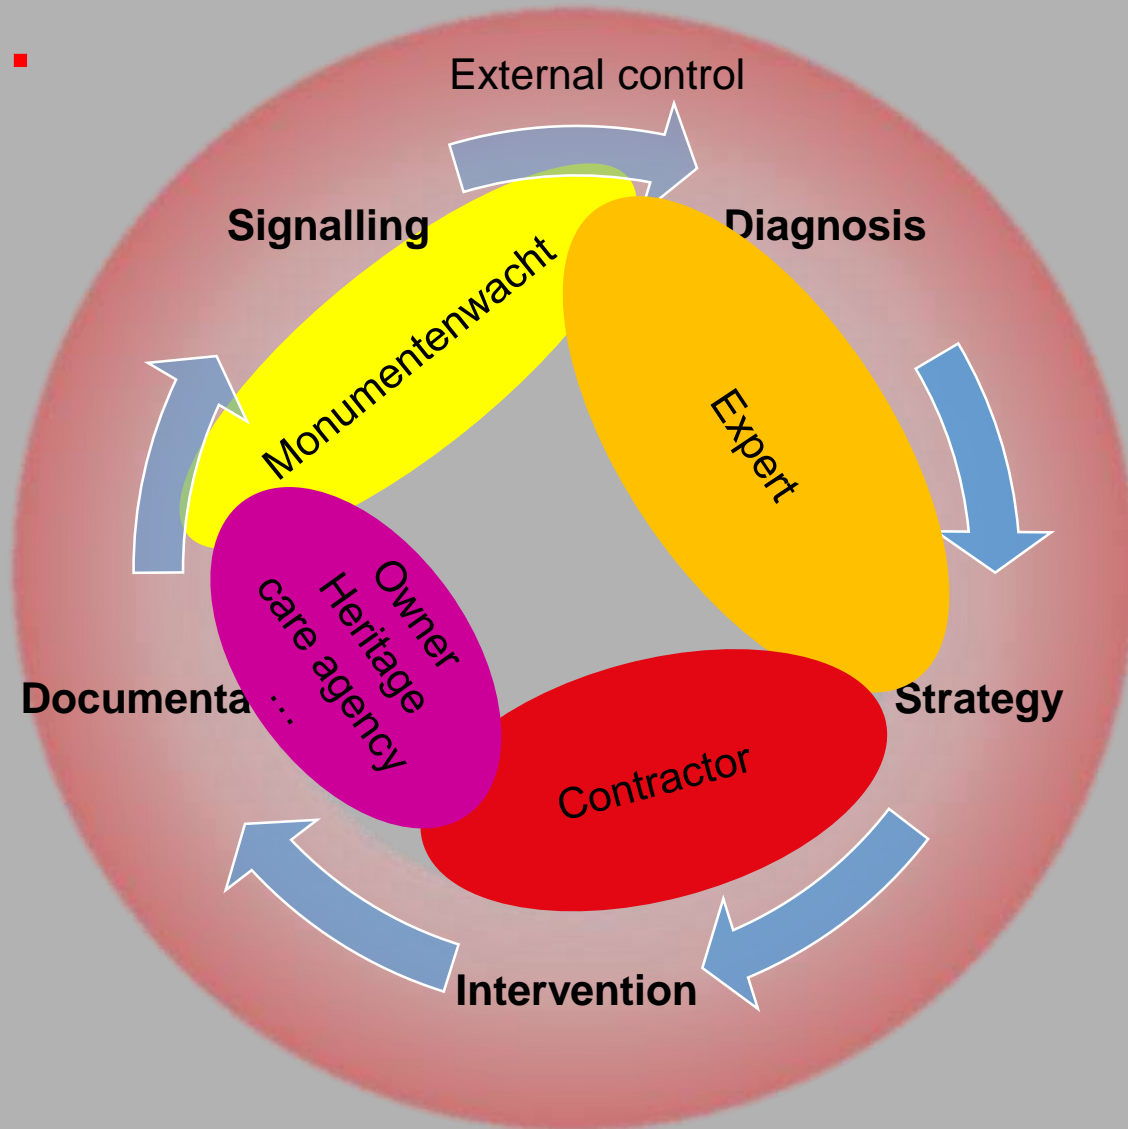 External control
Signalling
Diagnosis
Monumentenwacht
Expert
Owner
Heritage
care agency
…
Documenta
Strategy
Contractor
Intervention